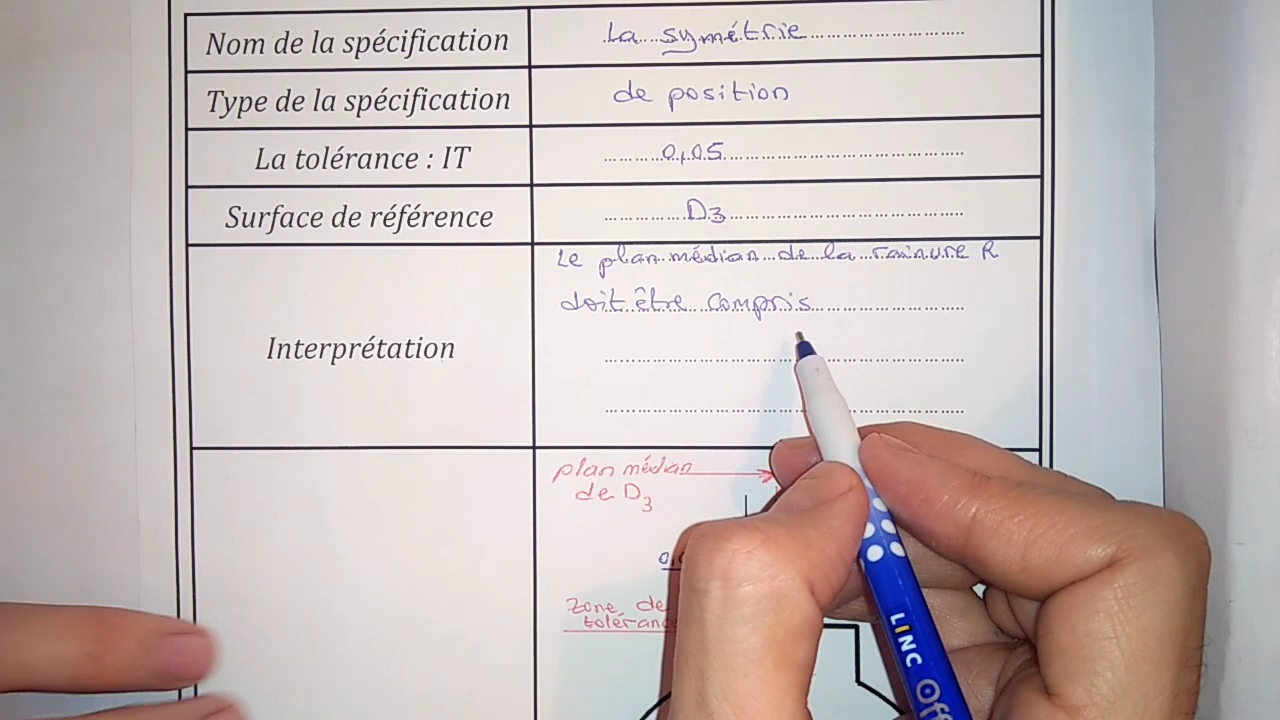 Nom de la spécification
La symétrie
Type de la spécification
de position
La tolérance : IT
0,05
Surface de référence
D3
Interprétation
Le plan médian de la rainure R
doit être compris
plan médian
de D3
Zone de
LINC